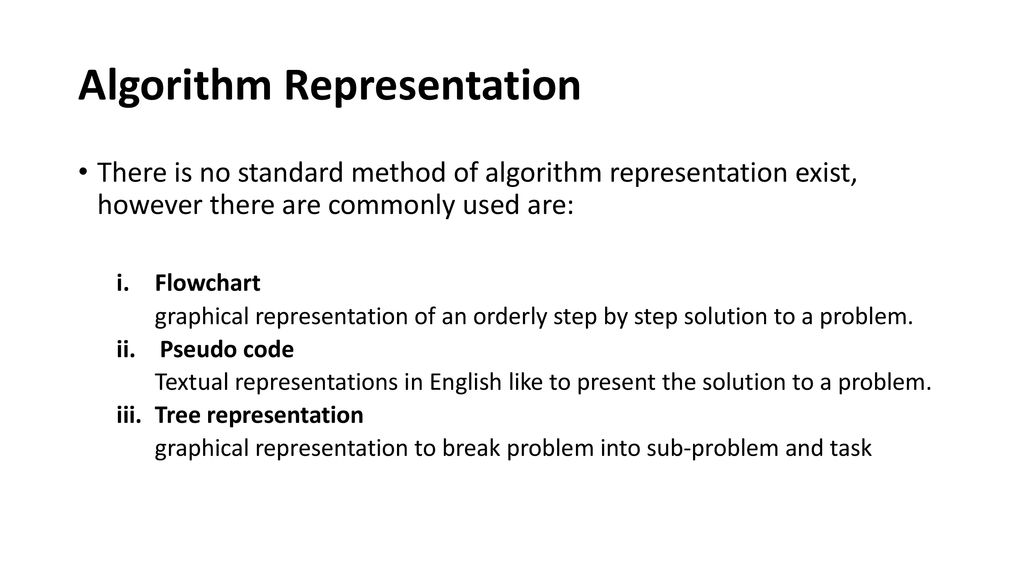 Algorithm Representation
• There is no standard method of algorithm representation exist,
however there are commonly used are:
i. Flowchart
graphical representation of an orderly step by step solution to a problem.
ii. Pseudo code
Textual representations in English like to present the solution to a problem.
iii. Tree representation
graphical representation to break problem into sub-problem and task